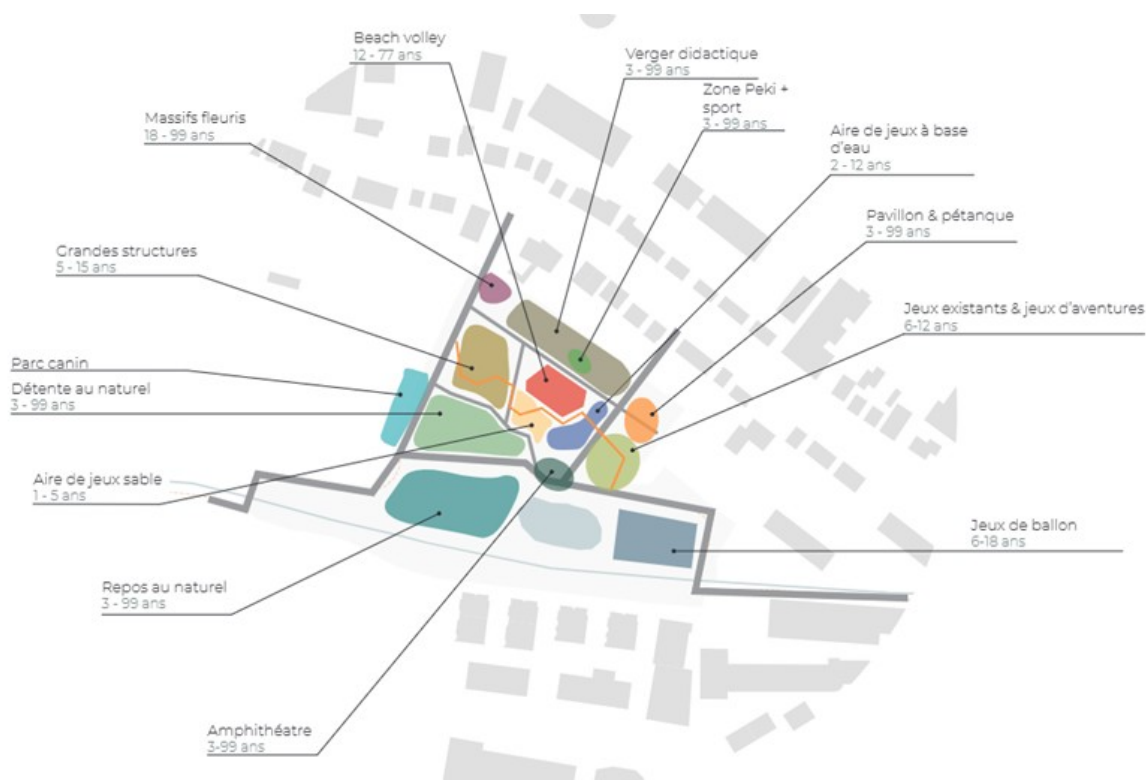 Beach volley
12 - 77 ans
Verger didactique
3 - 99 ans
Zone Peki +
sport
3 - 99 ans
Massifs fleuris
18 - 99 ans
Aire de jeux à base
d'eau
2 - 12 ans
Pavillon & pétanque
3 - 99 ans
Grandes structures
5 - 15 ans
Jeux existants & jeux d'aventures
6-12 ans
Parc canin
Détente au naturel
3 - 99 ans
Aire de jeux sable
1 - 5 ans
Jeux de ballon
6-18 ans
Repos au naturel
3 - 99 ans
Amphithéatre
3-99 ans